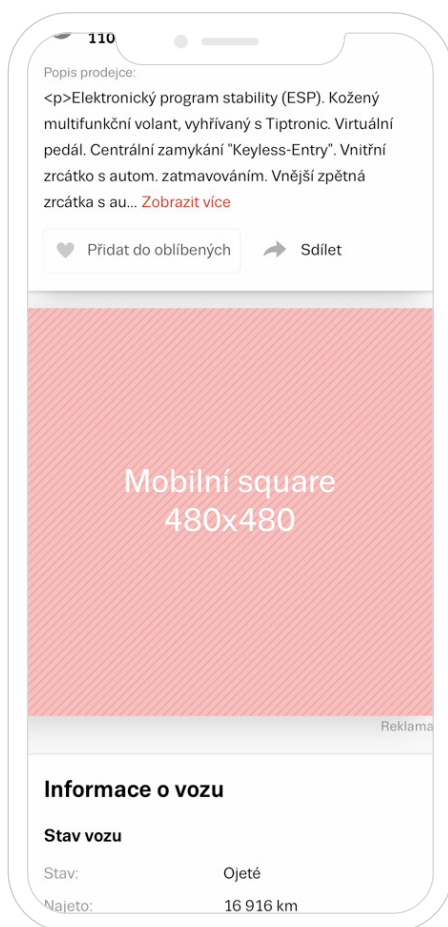 110
Popis prodejce:
<p>Elektronický program stability (ESP). Kožený
multifunkční volant, vyhřívaný s Tiptronic. Virtuální
pedál. Centrální zamykání "Keyless-Entry". Vnitřní
zrcátko s autom. zatmavováním. Vnější zpětná
zrcátka s au... Zobrazit více
Přidat do oblíbených Sdílet
Mobilní square
480x480
Reklama
Informace o vozu
Stav vozu
Stav: Ojeté
Najeto: 16 916 km